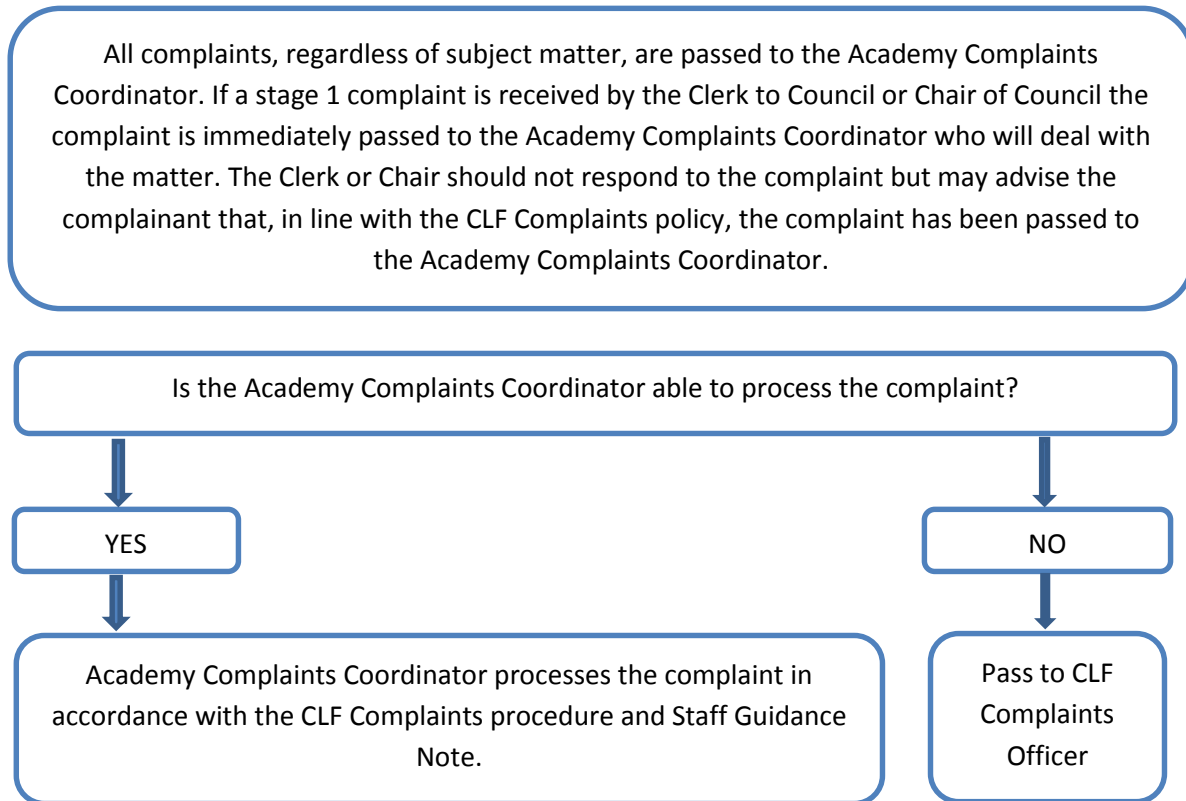 All complaints, regardless of subject matter, are passed to the Academy Complaints
Coordinator. If a stage 1 complaint is received by the Clerk to Council or Chair of Council the
complaint is immediately passed to the Academy Complaints Coordinator who will deal with
the matter. The Clerk or Chair should not respond to the complaint but may advise the
complainant that, in line with the CLF Complaints policy, the complaint has been passed to
the Academy Complaints Coordinator.
Is the Academy Complaints Coordinator able to process the complaint?
YES
NO
Academy Complaints Coordinator processes the complaint in
accordance with the CLF Complaints procedure and Staff Guidance
Note.
Pass to CLF
Complaints
Officer